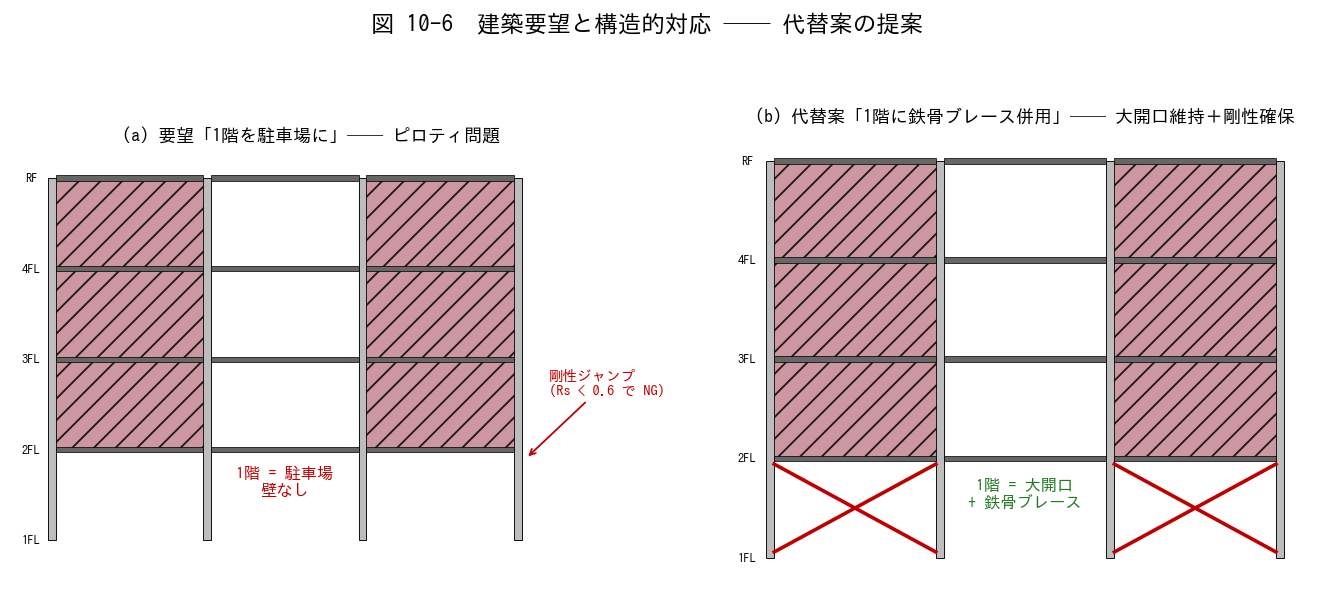 図 10-6　建築要望と構造的対応 ─── 代替案の提案
(a) 要望「1階を駐車場に」─── ピロティ問題
RF
4FL
3FL
2FL
1FL
剛性ジャンプ
(Rs < 0.6 で NG)
1階 = 駐車場
壁なし
(b) 代替案「1階に鉄骨ブレース併用」─── 大開口維持＋剛性確保
RF
4FL
3FL
2FL
1FL
1階 = 大開口
+ 鉄骨ブレース